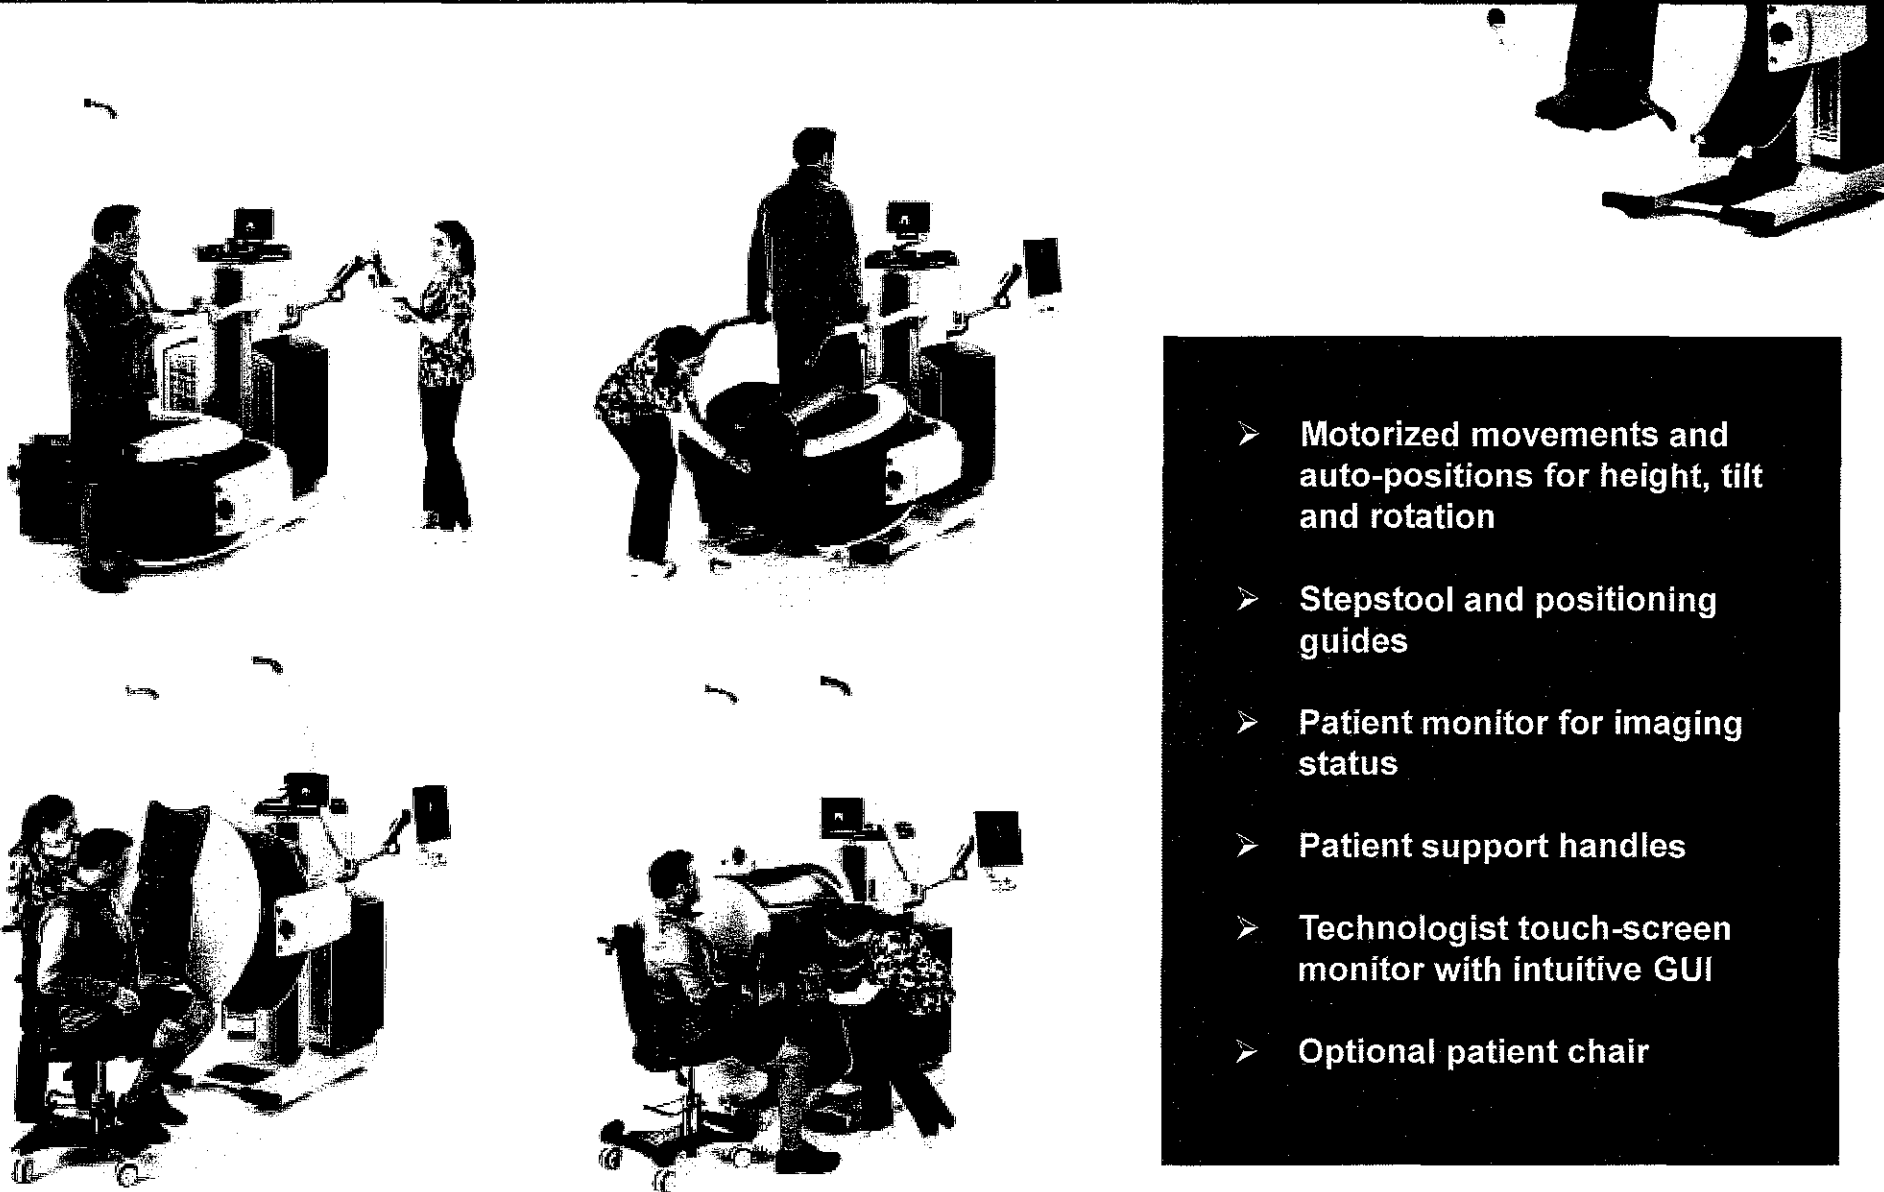 ➢ Motorized movements and
auto-positions for height, tilt
and rotation
➢ Stepstool and positioning
guides
➢ Patient monitor for imaging
status
➢ Patient support handles
➢ Technologist touch-screen
monitor with intuitive GUI
➢ Optional patient chair